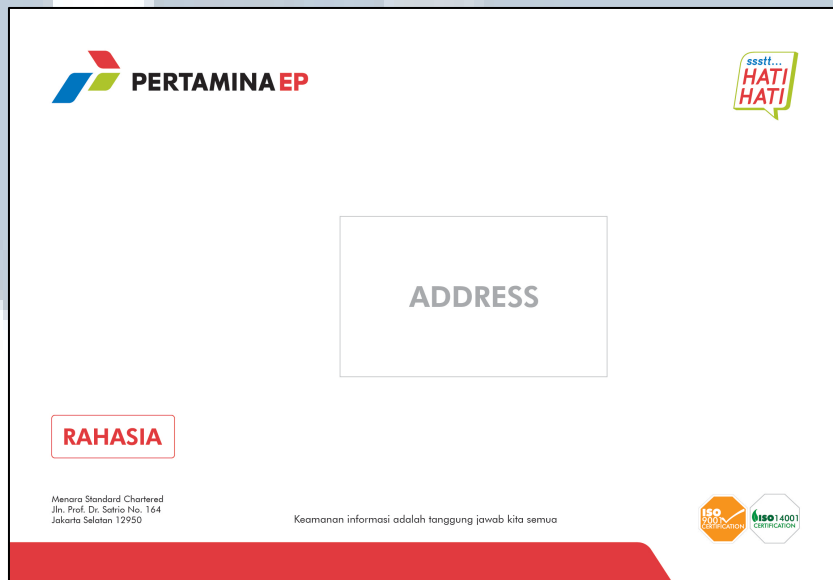 PERTAMINA EP
ssstt...
HATI
HATI
ADDRESS
RAHASIA
Menara Standard Chartered
Jln. Prof. Dr. Satrio No. 164
Jakarta Selatan 12950
Keamanan informasi adalah tanggung jawab kita semua
ISO
9001
CERTIFICATION
ISO 14001
CERTIFICATION